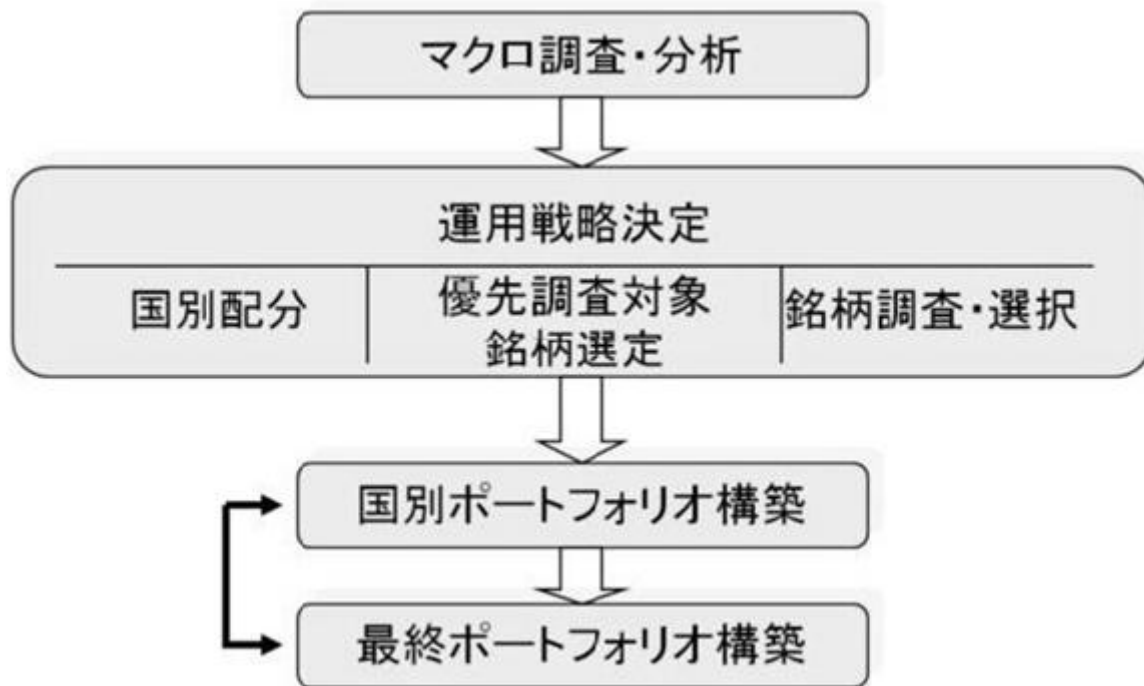 マクロ調査・分析
運用戦略決定
国別配分
優先調査対象
銘柄選定
銘柄調査・選択
国別ポートフォリオ構築
最終ポートフォリオ構築